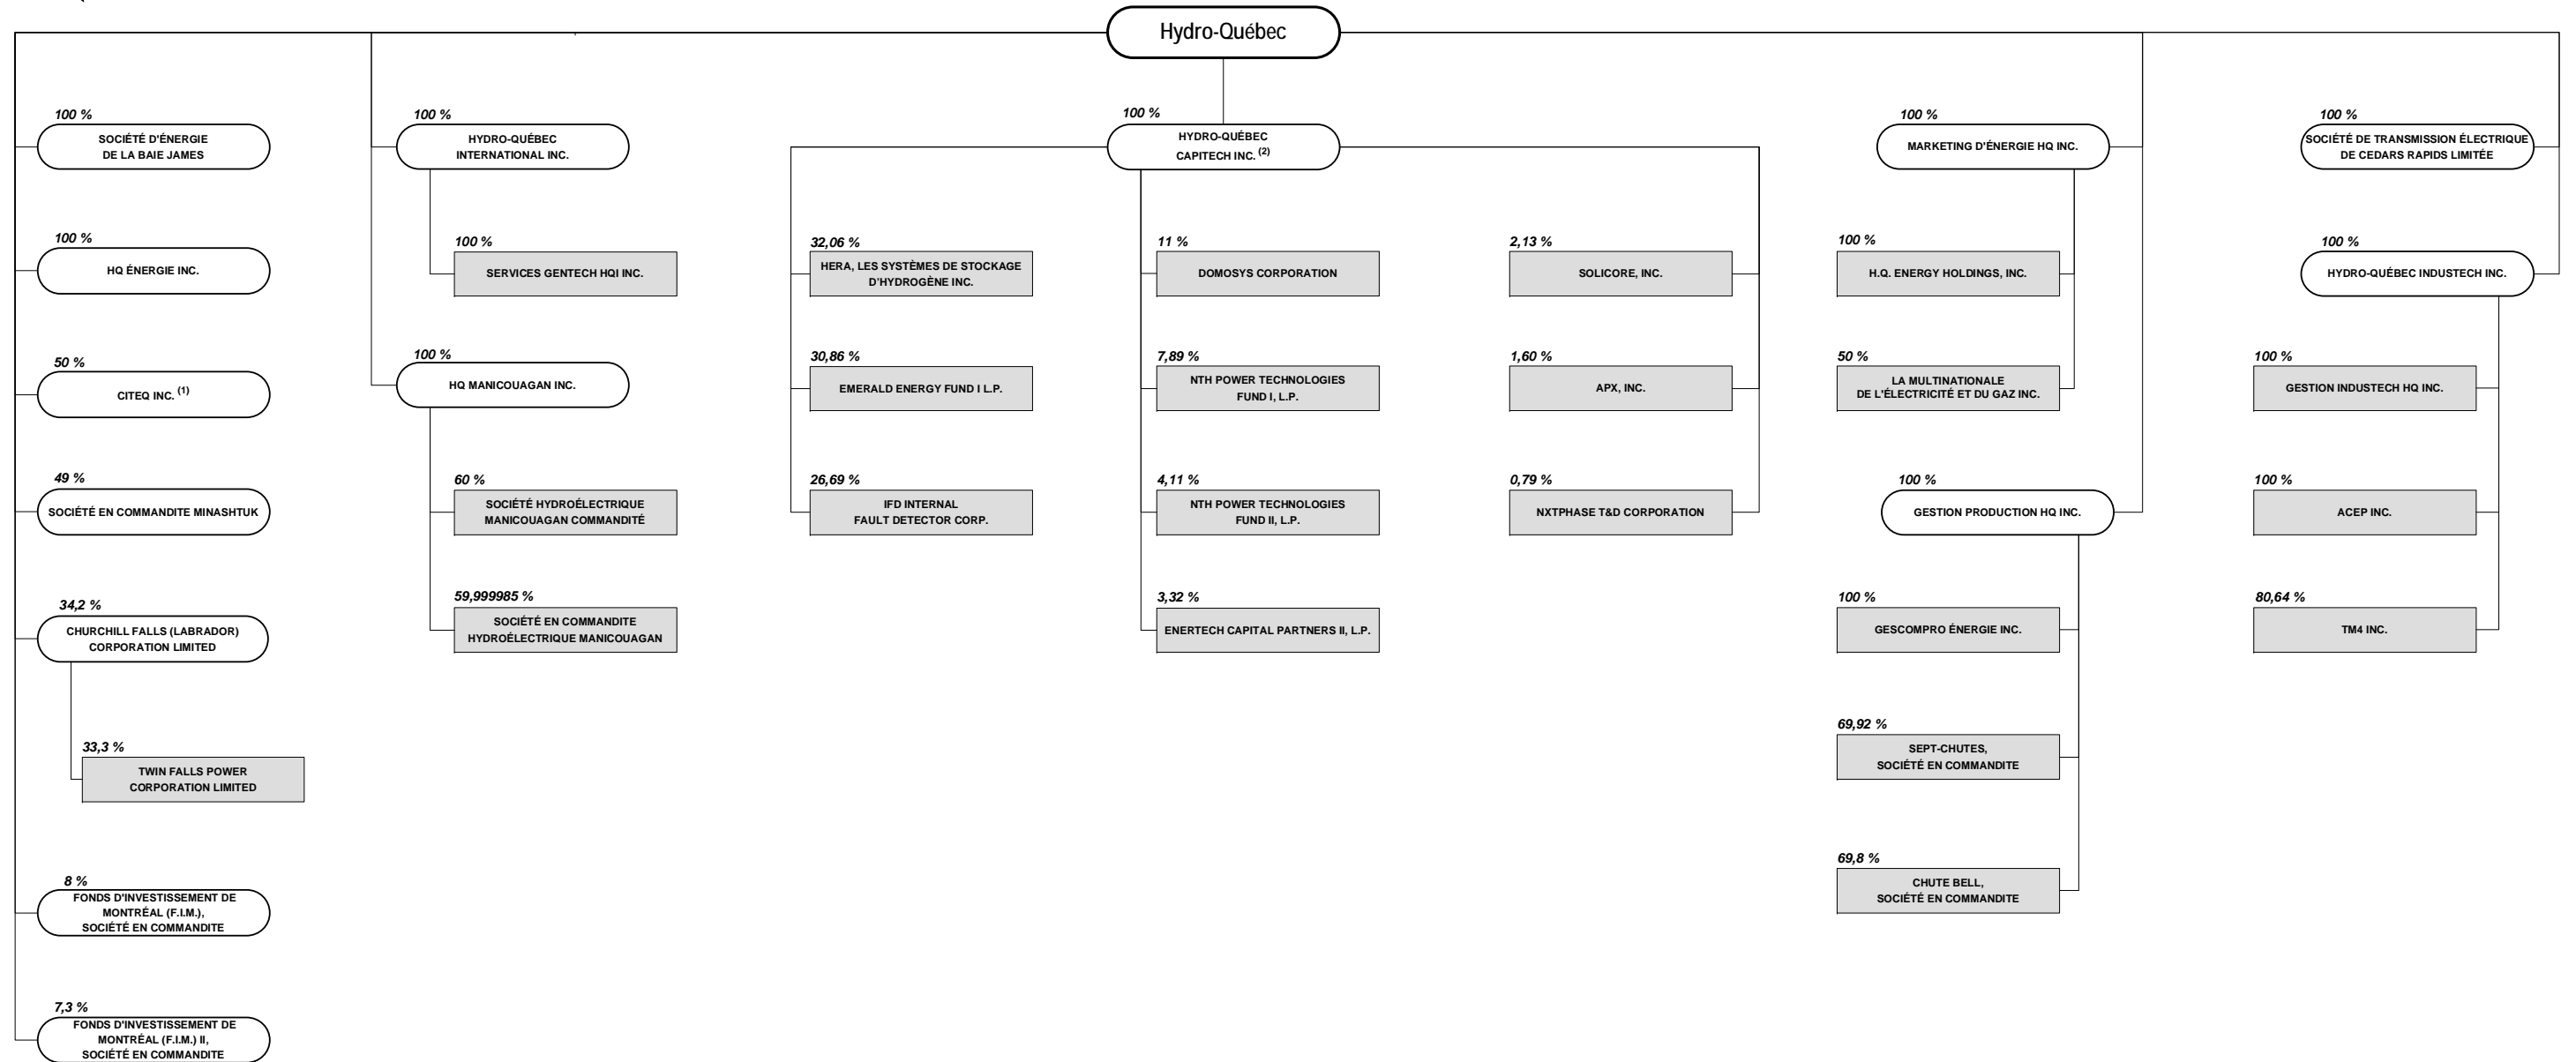 Hydro-Québec
100 %
SOCIÉTÉ D'ÉNERGIE
DE LA BAIE JAMES
100 %
HQ ÉNERGIE INC.
50 %
CITEQ INC. (1)
49 %
SOCIÉTÉ EN COMMANDITE MINASHTUK
34,2 %
CHURCHILL FALLS (LABRADOR)
CORPORATION LIMITED
33,3 %
TWIN FALLS POWER
CORPORATION LIMITED
8 %
FONDS D'INVESTISSEMENT DE
MONTRÉAL (F.I.M.),
SOCIÉTÉ EN COMMANDITE
7,3 %
FONDS D'INVESTISSEMENT DE
MONTRÉAL (F.I.M.) II,
SOCIÉTÉ EN COMMANDITE
100 %
HYDRO-QUÉBEC
INTERNATIONAL INC.
100 %
SERVICES GENTECH HQI INC.
100 %
HQ MANICOUAGAN INC.
60 %
SOCIÉTÉ HYDROÉLECTRIQUE
MANICOUAGAN COMMANDITÉ
59,999985 %
SOCIÉTÉ EN COMMANDITE
HYDROÉLECTRIQUE MANICOUAGAN
100 %
HYDRO-QUÉBEC
CAPITECH INC. (2)
32,06 %
HERA, LES SYSTÈMES DE STOCKAGE
D'HYDROGÈNE INC.
30,86 %
EMERALD ENERGY FUND I L.P.
26,69 %
IFD INTERNAL
FAULT DETECTOR CORP.
11 %
DOMOSYS CORPORATION
7,89 %
NTH POWER TECHNOLOGIES
FUND I, L.P.
4,11 %
NTH POWER TECHNOLOGIES
FUND II, L.P.
3,32 %
ENERTECH CAPITAL PARTNERS II, L.P.
2,13 %
SOLICORE, INC.
1,60 %
APX, INC.
0,79 %
NXTPHASE T&D CORPORATION
100 %
MARKETING D'ÉNERGIE HQ INC.
100 %
H.Q. ENERGY HOLDINGS, INC.
50 %
LA MULTINATIONALE
DE L'ÉLECTRICITÉ ET DU GAZ INC.
100 %
GESTION PRODUCTION HQ INC.
100 %
GESCOMPRO ÉNERGIE INC.
69,92 %
SEPT-CHUTES,
SOCIÉTÉ EN COMMANDITE
69,8 %
CHUTE BELL,
SOCIÉTÉ EN COMMANDITE
100 %
SOCIÉTÉ DE TRANSMISSION ÉLECTRIQUE
DE CEDARS RAPIDS LIMITÉE
100 %
HYDRO-QUÉBEC INDUSTECH INC.
100 %
GESTION INDUSTECH HQ INC.
100 %
ACEP INC.
80,64 %
TM4 INC.